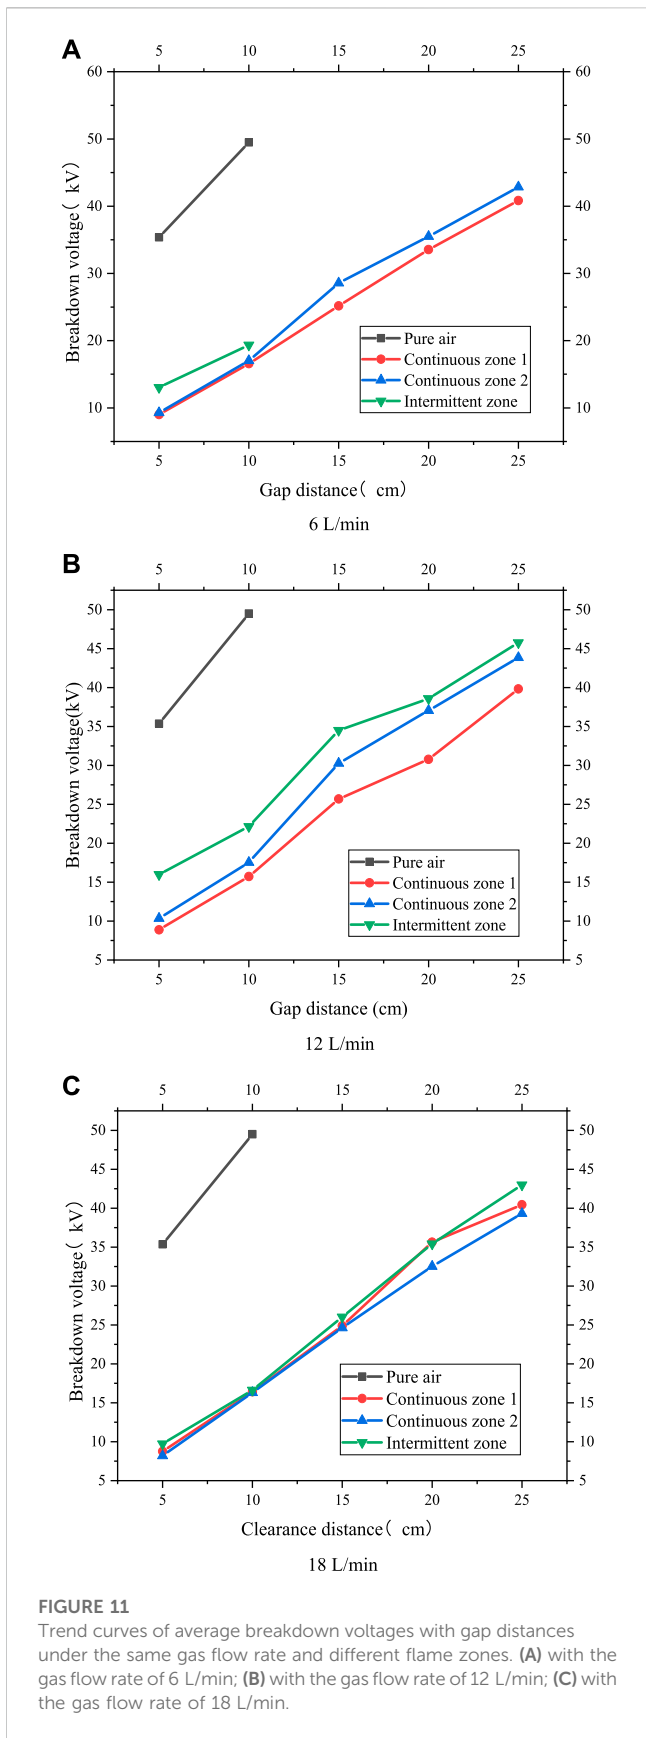 A
5 10 15 20 25
60 60
50 50
40 40
30 30
20 20
10 10
Breakdown voltage( kV)
Pure air
Continuous zone 1
Continuous zone 2
Intermittent zone
5 10 15 20 25
Gap distance( cm)
6 L/min
B
5 10 15 20 25
50 50
45 45
40 40
35 35
30 30
25 25
20 20
15 15
10 10
5 5
Breakdown voltage(kV)
Pure air
Continuous zone 1
Continuous zone 2
Intermittent zone
5 10 15 20 25
Gap distance (cm)
12 L/min
C
5 10 15 20 25
50 50
45 45
40 40
35 35
30 30
25 25
20 20
15 15
10 10
5 5
Breakdown voltage( kV)
Pure air
Continuous zone 1
Continuous zone 2
Intermittent zone
5 10 15 20 25
Clearance distance( cm)
18 L/min
FIGURE 11
Trend curves of average breakdown voltages with gap distances
under the same gas flow rate and different flame zones. (A) with the
gas flow rate of 6 L/min; (B) with the gas flow rate of 12 L/min; (C) with
the gas flow rate of 18 L/min.